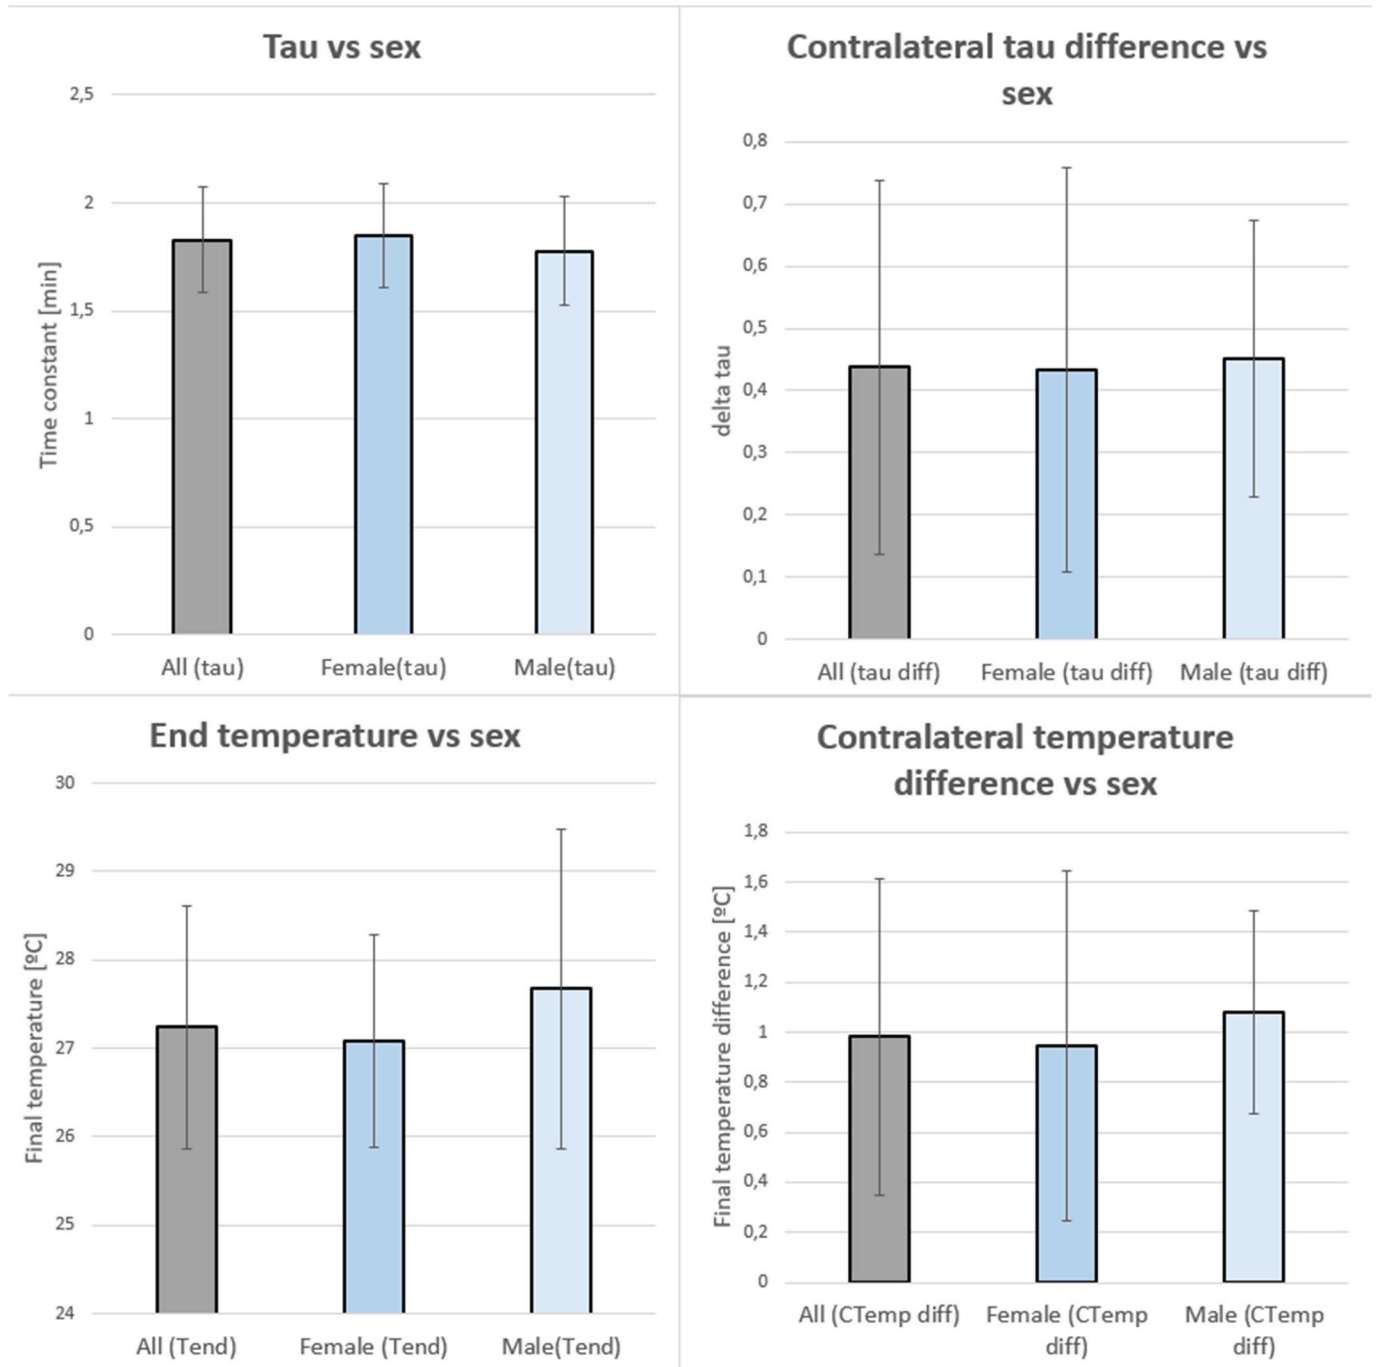 Tau vs sex
2,5
2
1,5
1
0,5
0
Time constant [min]
All (tau)
Female(tau)
Male(tau)
Contralateral tau difference vs
sex
0,8
0,7
0,6
0,5
0,4
0,3
0,2
0,1
0
delta tau
All (tau diff)
Female (tau diff)
Male (tau diff)
End temperature vs sex
30
29
28
27
26
25
24
Final temperature [ºC]
All (Tend)
Female (Tend)
Male(Tend)
Contralateral temperature
difference vs sex
1,8
1,6
1,4
1,2
1
0,8
0,6
0,4
0,2
0
Final temperature difference [ºC]
All (CTemp diff)
Female (CTemp
diff)
Male (CTemp
diff)